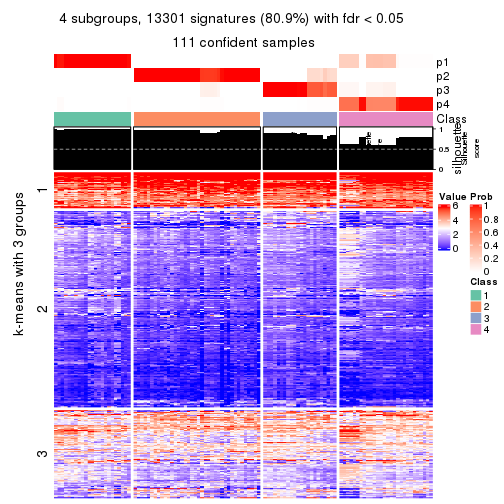 4 subgroups, 13301 signatures (80.9%) with fdr < 0.05
111 confident samples
p1
p2
p3
p4
Class
silhouette
Silhouette
score
1
0.5
0
k-means with 3 groups
1
2
3
Value
6
4
2
0
Prob
1
0.8
0.6
0.4
0.2
0
Class
1
2
3
4